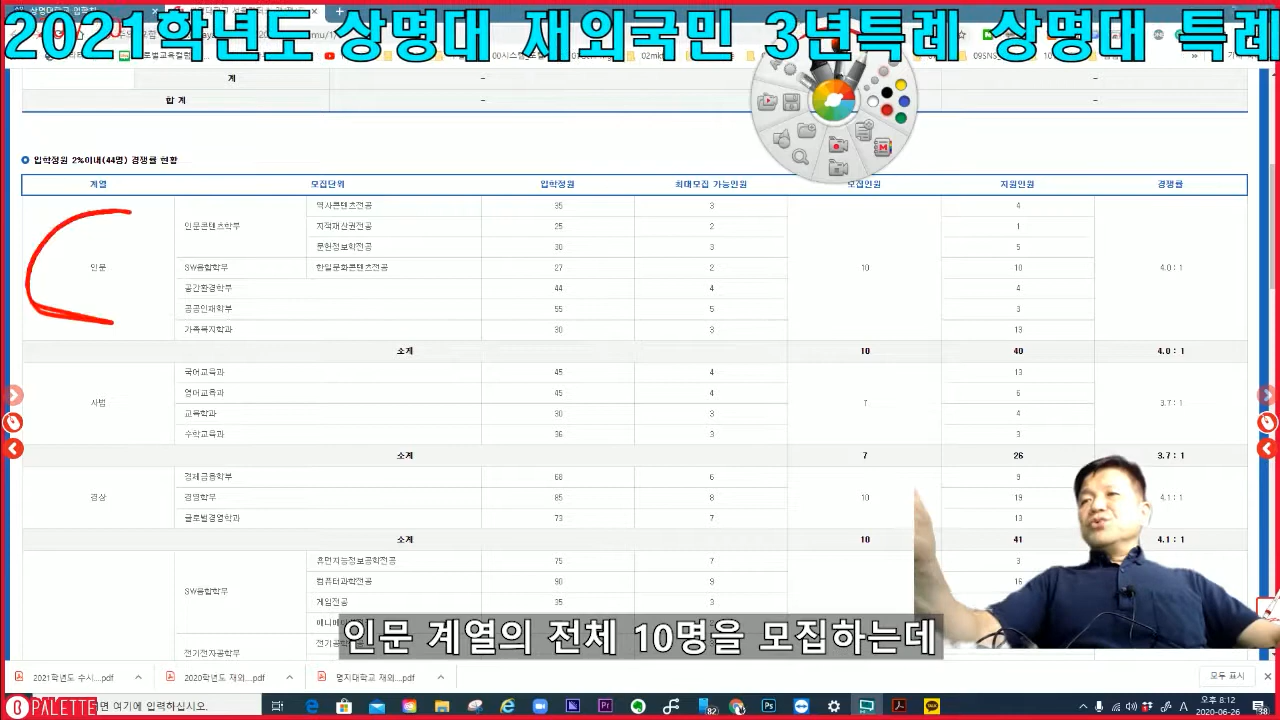 2021학년도 상명대 재외국민 3년특례 상명대 특례
계 - -
합 계 - -
입학정원 2%이내(44명) 경쟁률 현황
계열 모집단위 입학정원 최대모집 가능인원 모집인원 지원인원 경쟁률
역사콘텐츠전공 35 3 4
인문콘텐츠학부 지적재산권전공 25 2 1
문헌정보학전공 30 3 5
인문 SW융합학부 한일문화콘텐츠전공 27 2 10 10 4.0 : 1
공간환경학부 44 4 4
공공인재학부 55 5 3
가족복지학과 30 3 13
소계 10 40 4.0 : 1
국어교육과 45 4 13
영어교육과 45 4 6
사범 7 3.7 : 1
교육학과 30 3 4
수학교육과 36 3 3
소계 7 26 3.7 : 1
경제금융학부 68 6 9
경상 경영학부 85 8 10 19 4.1 : 1
글로벌경영학과 73 7 13
소계 10 41 4.1 : 1
휴먼지능정보공학전공 75 7 3
컴퓨터과학전공 90 9 16
SW융합학부
게임전공 35 3
전기전자공학부
인문 계열의 전체 10명을 모집하는데
2021학년도 수시....pdf 2020학년도 재외....pdf 명지대학교 재외....pdf 모두 표시
PALETTE 면 여기에 입력하십시오. 82 오후 8:12
2020-06-26 38